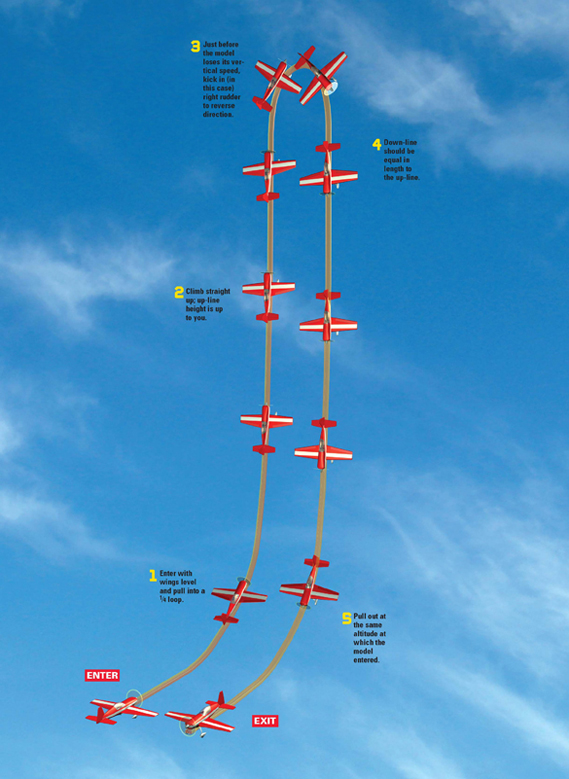 3 Just before
the model
loses its ver-
tical speed,
kick in (in
this case)
right rudder
to reverse
direction.
4 Down-line
should be
equal in
length to
the up-line.
2 Climb straight
up; up-line
height is up
to you.
1 Enter with
wings level
and pull into a
¼ loop.
5 Pull out at
the same
altitude at
which the
model
entered.
ENTER
EXIT